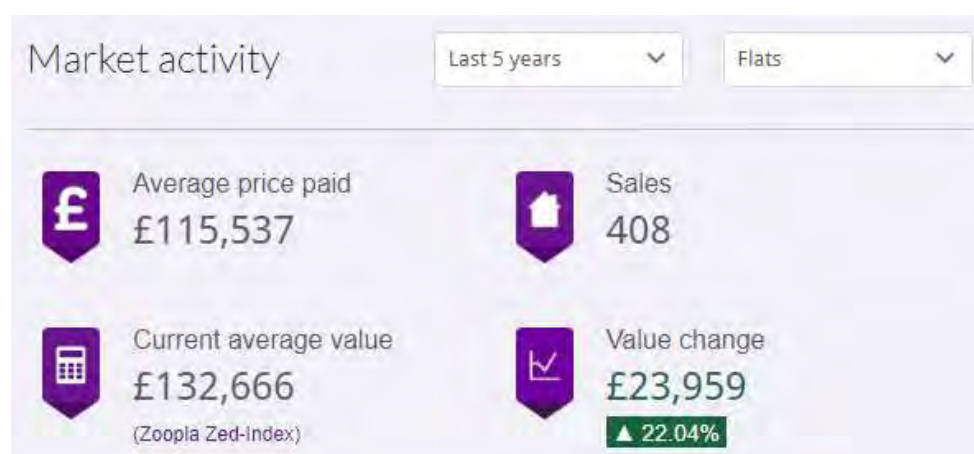 Market activity
Last 5 years
Flats
£
Average price paid
£115,537
Sales
408
Current average value
£132,666
(Zoopla Zed-Index)
Value change
£23,959
▲ 22.04%